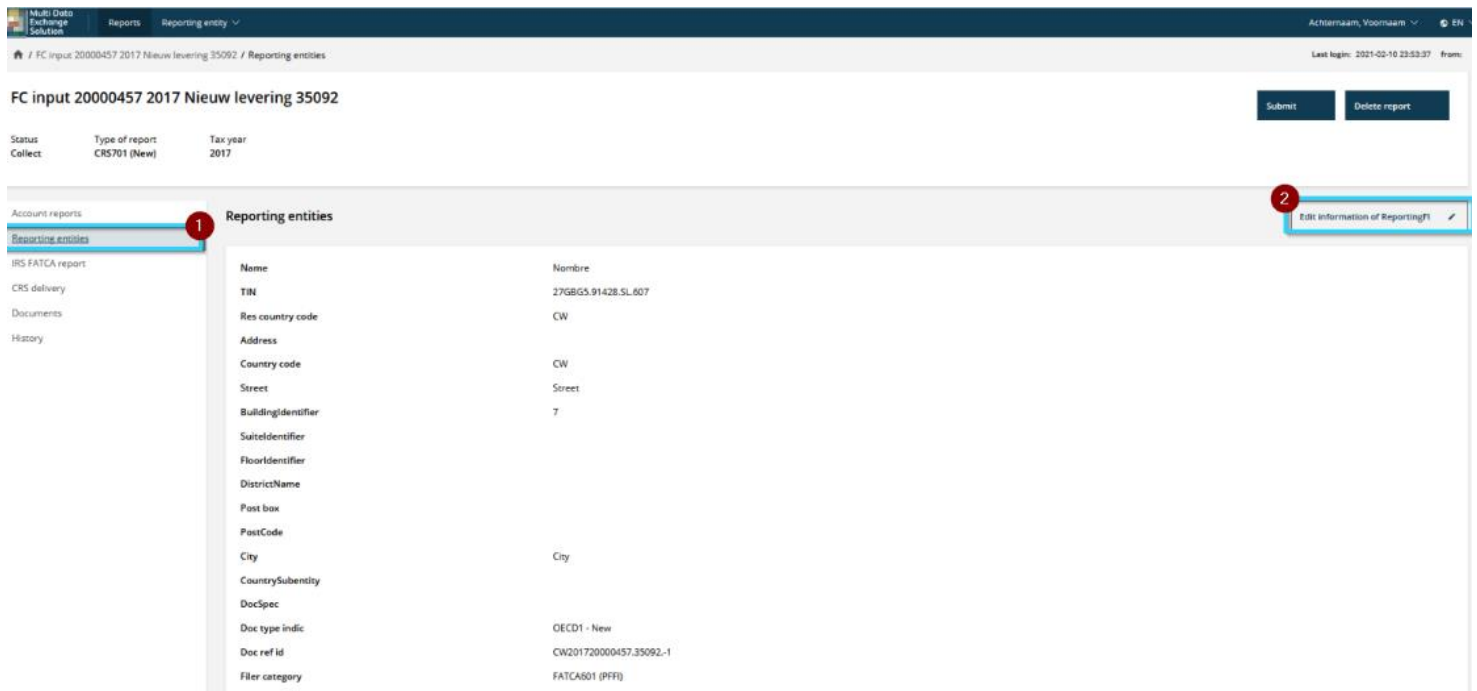 Multi Data
Exchange
Solution
Reports Reporting entity
Achternaam, Voornaam EN
/ FC input 20000457 2017 Nieuw levering 35092 / Reporting entities
Last login: 2021-02-10 23:53:37 from:
FC input 20000457 2017 Nieuw levering 35092
Submit Delete report
Status Type of report Tax year
Collect CRS701 (New) 2017
Account reports
1
Reporting entities
IRS FATCA report
CRS delivery
Documents
History
Reporting entities
2
Edit information of ReportingFI
Name Nombre
TIN 27GBG5.91428.SL.607
Res country code CW
Address
Country code CW
Street Street
BuildingIdentifier 7
SuiteIdentifier
FloorIdentifier
DistrictName
Post box
PostCode
City City
CountrySubentity
DocSpec
Doc type indic OECD1 - New
Doc ref id CW201720000457.35092.-1
Filer category FATCA601 (PFFI)